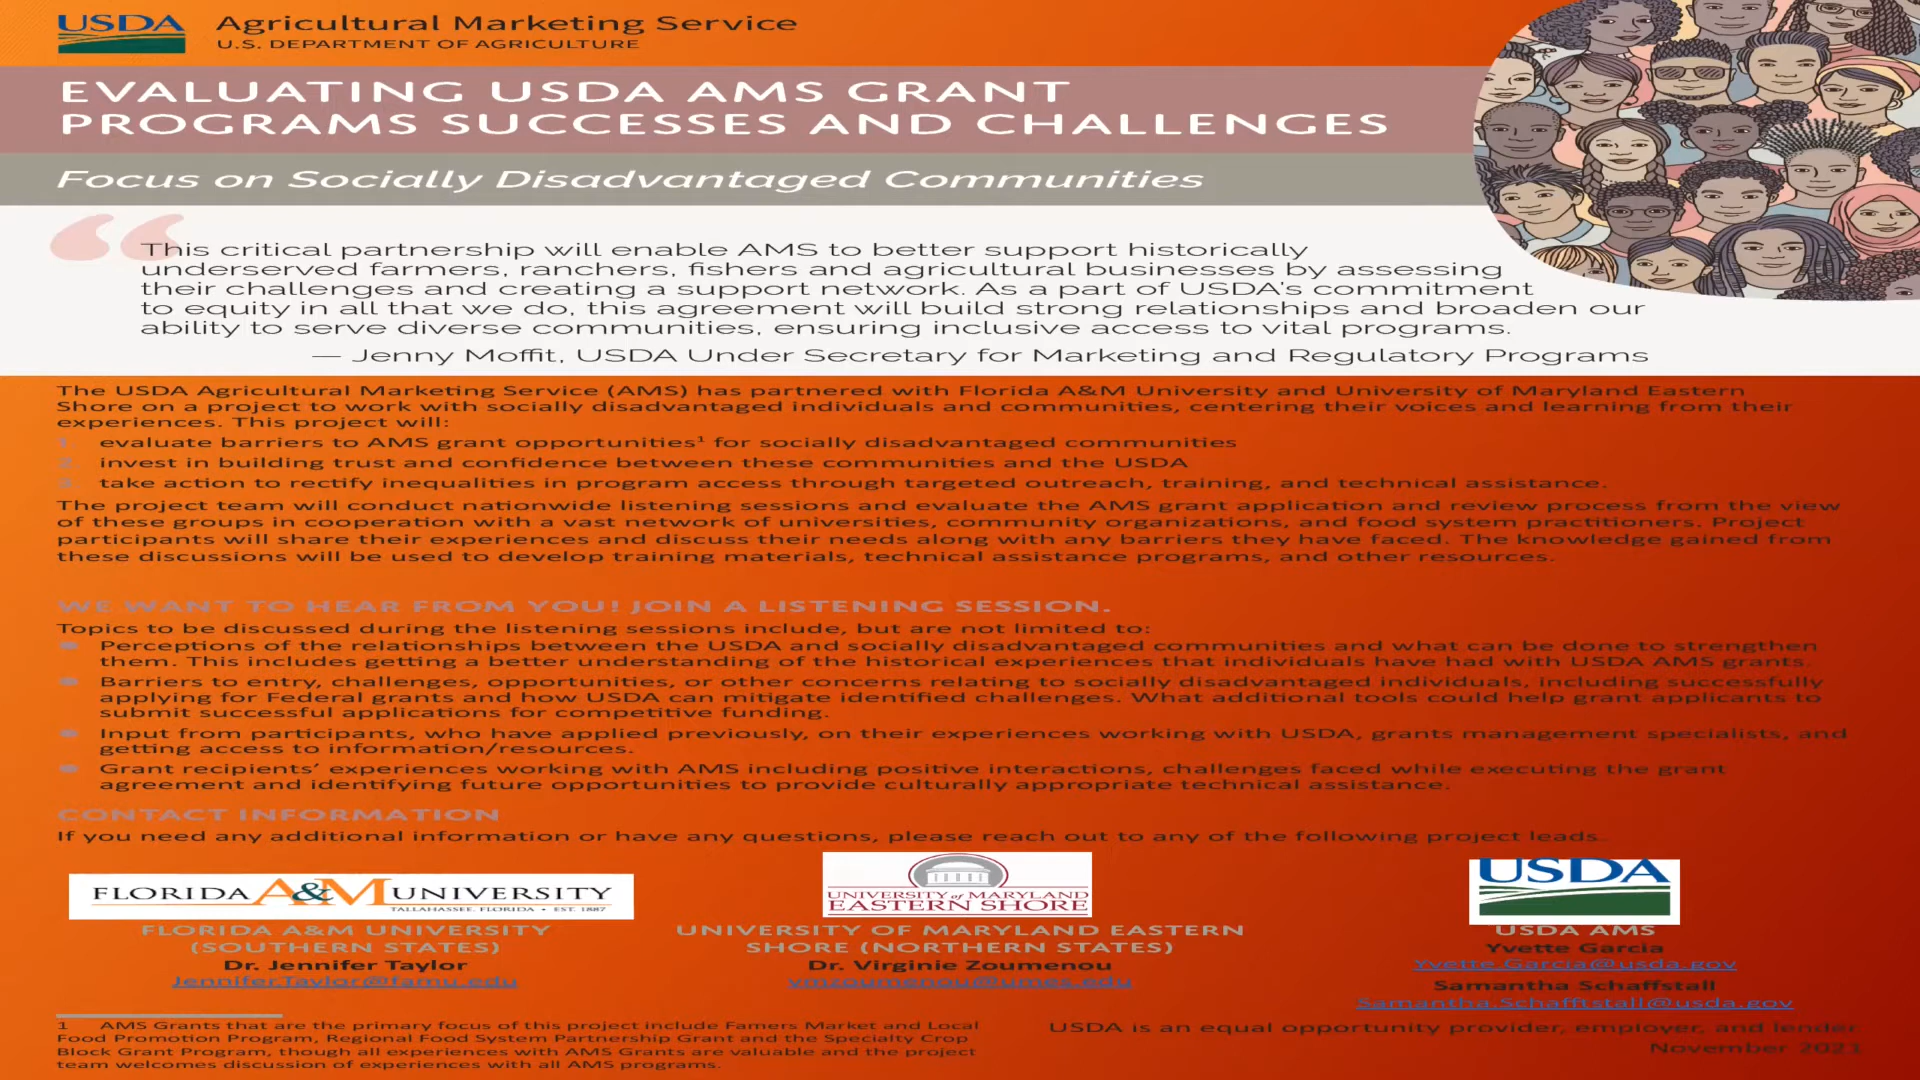 USDA Agricultural Marketing Service
U.S. DEPARTMENT OF AGRICULTURE
EVALUATING USDA AMS GRANT
PROGRAMS SUCCESSES AND CHALLENGES
Focus on Socially Disadvantaged Communities
“
This critical partnership will enable AMS to better support historically
underserved farmers, ranchers, fishers and agricultural businesses by assessing
their challenges and creating a support network. As a part of USDA's commitment
to equity in all that we do, this agreement will build strong relationships and broaden our
ability to serve diverse communities, ensuring inclusive access to vital programs.
— Jenny Moffit, USDA Under Secretary for Marketing and Regulatory Programs
The USDA Agricultural Marketing Service (AMS) has partnered with Florida A&M University and University of Maryland Eastern
Shore on a project to work with socially disadvantaged individuals and communities, centering their voices and learning from their
experiences. This project will:
1. evaluate barriers to AMS grant opportunities¹ for socially disadvantaged communities
2. invest in building trust and confidence between these communities and the USDA
3. take action to rectify inequalities in program access through targeted outreach, training, and technical assistance.
The project team will conduct nationwide listening sessions and evaluate the AMS grant application and review process from the view
of these groups in cooperation with a vast network of universities, community organizations, and food system practitioners. Project
participants will share their experiences and discuss their needs along with any barriers they have faced. The knowledge gained from
these discussions will be used to develop training materials, technical assistance programs, and other resources.
WE WANT TO HEAR FROM YOU! JOIN A LISTENING SESSION.
Topics to be discussed during the listening sessions include, but are not limited to:
• Perceptions of the relationships between the USDA and socially disadvantaged communities and what can be done to strengthen
them. This includes getting a better understanding of the historical experiences that individuals have had with USDA AMS grants.
• Barriers to entry, challenges, opportunities, or other concerns relating to socially disadvantaged individuals, including successfully
applying for Federal grants and how USDA can mitigate identified challenges. What additional tools could help grant applicants to
submit successful applications for competitive funding.
• Input from participants, who have applied previously, on their experiences working with USDA, grants management specialists, and
getting access to information/resources.
• Grant recipients’ experiences working with AMS including positive interactions, challenges faced while executing the grant
agreement and identifying future opportunities to provide culturally appropriate technical assistance.
CONTACT INFORMATION
If you need any additional information or have any questions, please reach out to any of the following project leads.
FLORIDA A&M UNIVERSITY
TALLAHASSEE, FLORIDA • EST. 1887
FLORIDA A&M UNIVERSITY
(SOUTHERN STATES)
Dr. Jennifer Taylor
Jennifer.Taylor@famu.edu
UNIVERSITY of MARYLAND
EASTERN SHORE
UNIVERSITY OF MARYLAND EASTERN
SHORE (NORTHERN STATES)
Dr. Virginie Zoumenou
vmzoumenou@umes.edu
USDA
USDA AMS
Yvette Garcia
Yvette.Garcia@usda.gov
Samantha Schaffstall
Samantha.Schafftstall@usda.gov
1 AMS Grants that are the primary focus of this project include Famers Market and Local
Food Promotion Program, Regional Food System Partnership Grant and the Specialty Crop
Block Grant Program, though all experiences with AMS Grants are valuable and the project
team welcomes discussion of experiences with all AMS programs.
USDA is an equal opportunity provider, employer, and lender.
November 2021